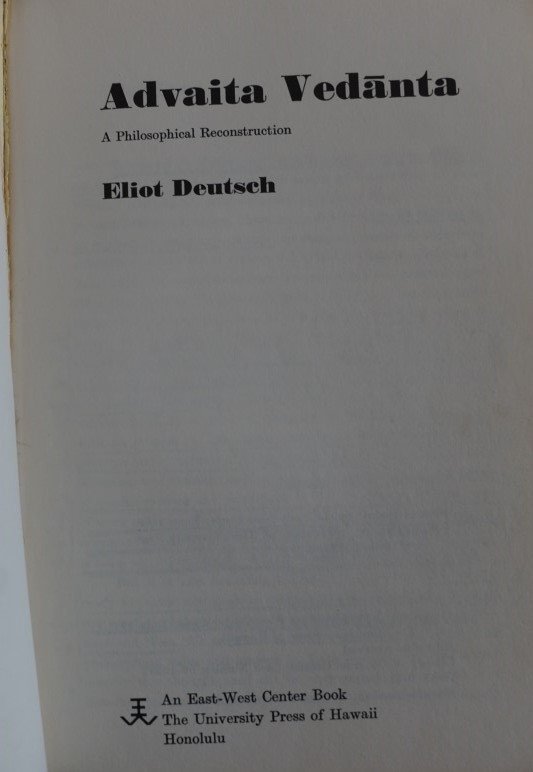 Advaita Vedānta
A Philosophical Reconstruction
Eliot Deutsch
An East-West Center Book
The University Press of Hawaii
Honolulu